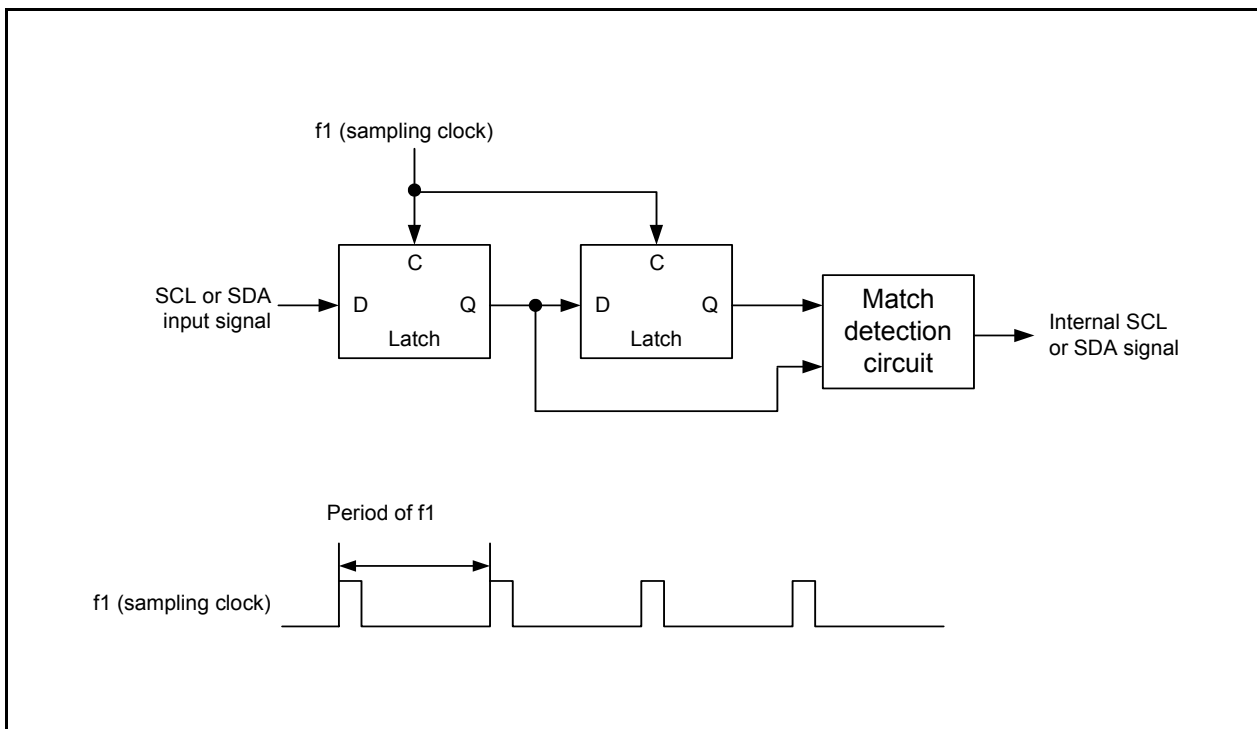 f1 (sampling clock)
C
C
SCL or SDA
input signal
D
Q
Latch
D
Q
Latch
Match
detection
circuit
Internal SCL
or SDA signal
Period of f1
f1 (sampling clock)